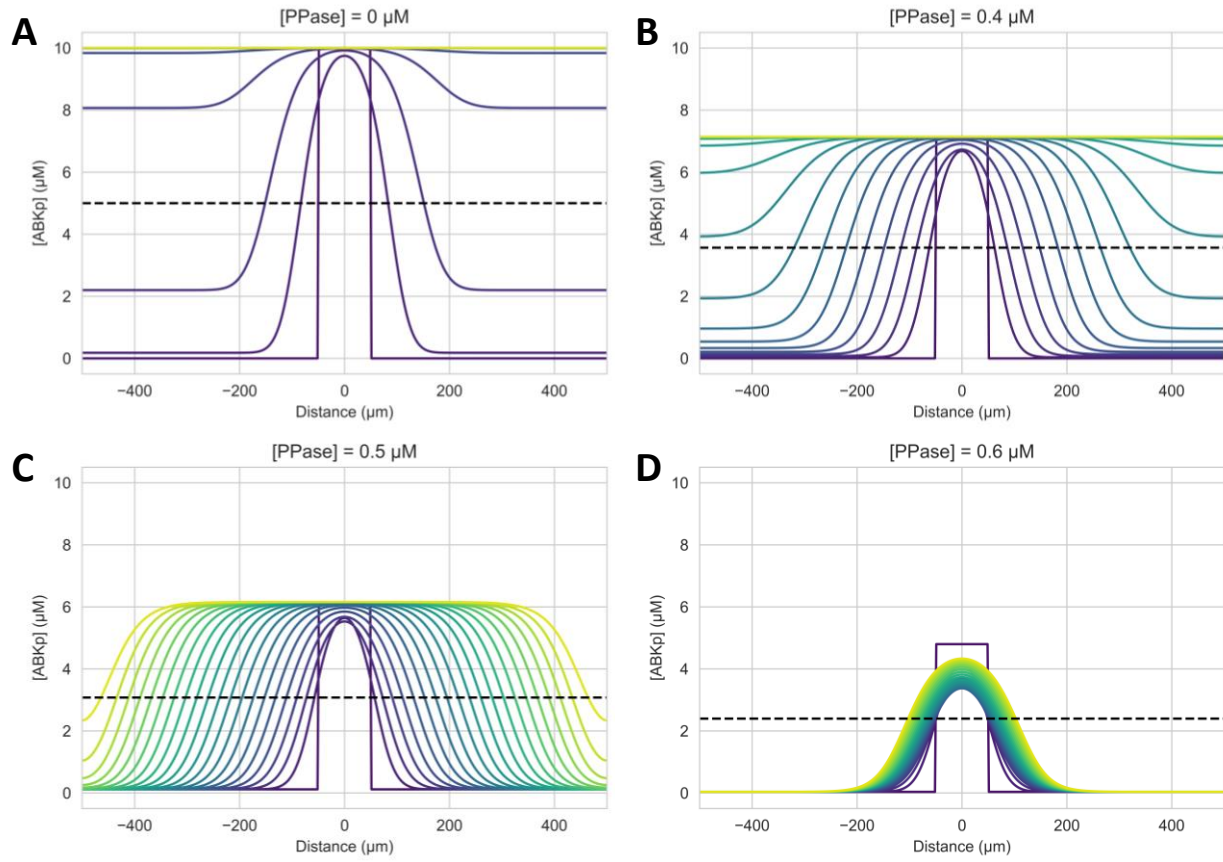 A
[PPase] = 0 µM
10
8
6
4
2
0
[ABKp] (µM)
−400 −200 0 200 400
Distance (µm)
B
[PPase] = 0.4 µM
10
8
6
4
2
0
[ABKp] (µM)
−400 −200 0 200 400
Distance (µm)
C
[PPase] = 0.5 µM
10
8
6
4
2
0
[ABKp] (µM)
−400 −200 0 200 400
Distance (µm)
D
[PPase] = 0.6 µM
10
8
6
4
2
0
[ABKp] (µM)
−400 −200 0 200 400
Distance (µm)